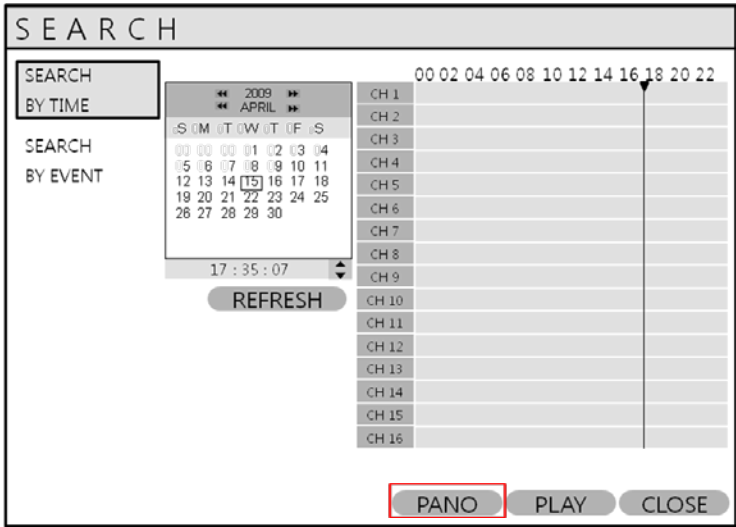 SEARCH
SEARCH
BY TIME
SEARCH
BY EVENT
2009
APRIL
S M T W T F S
00 00 00 01 02 03 04
05 06 07 08 09 10 11
12 13 14 15 16 17 18
19 20 21 22 23 24 25
26 27 28 29 30
17 : 35 : 07
REFRESH
00 02 04 06 08 10 12 14 16 18 20 22
CH 1
CH 2
CH 3
CH 4
CH 5
CH 6
CH 7
CH 8
CH 9
CH 10
CH 11
CH 12
CH 13
CH 14
CH 15
CH 16
PANO PLAY CLOSE